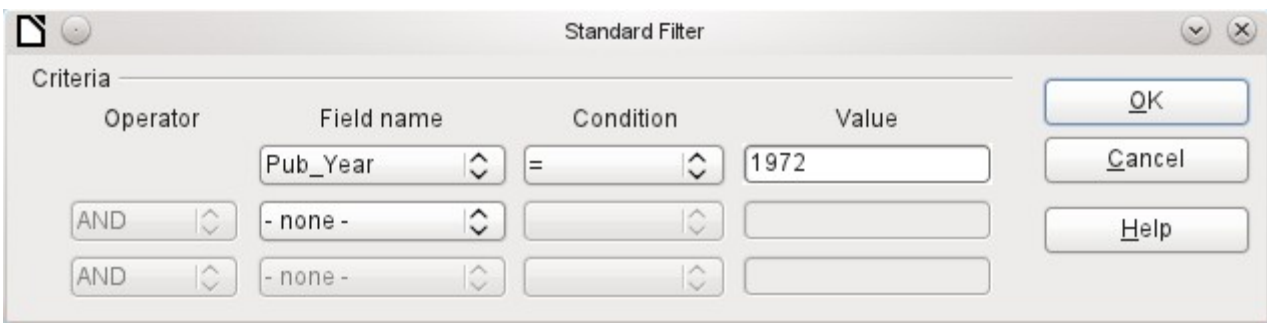 Standard Filter
Criteria
Operator Field name Condition Value
Pub_Year = 1972
AND - none -
AND - none -
OK
Cancel
Help